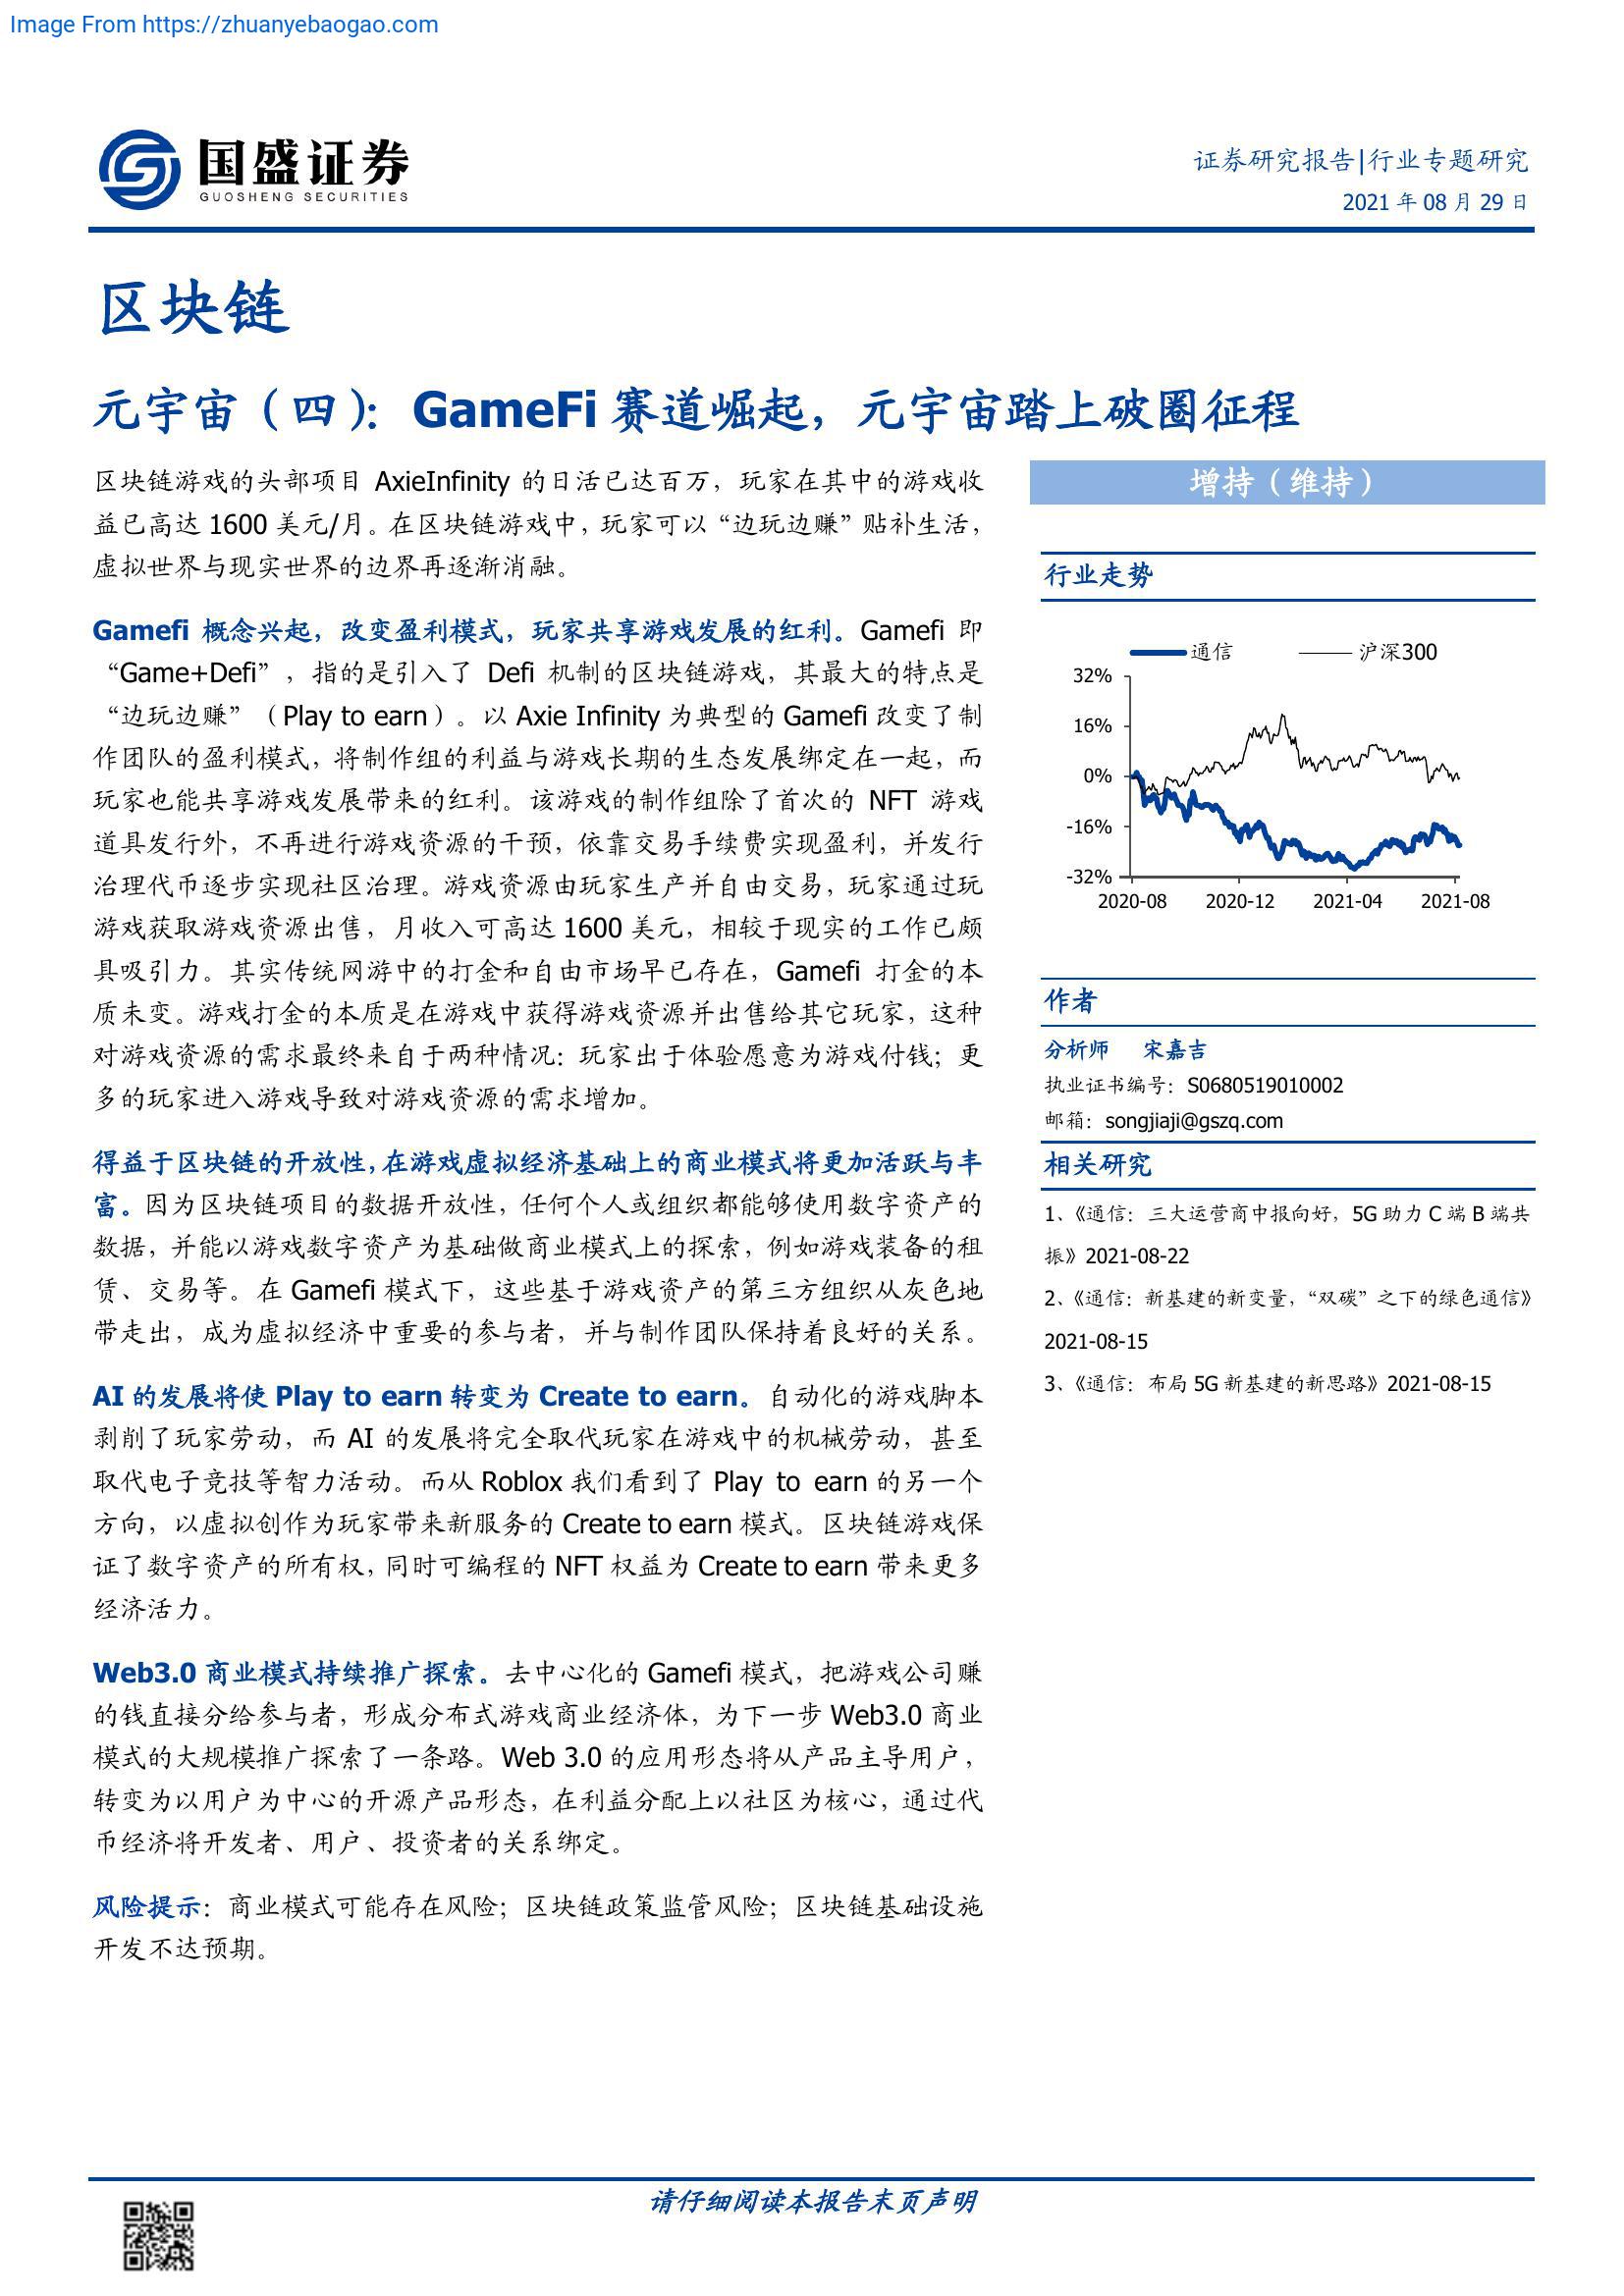 Image From https://zhuanyebaogao.com
国盛证券
GUOSHENG SECURITIES
证券研究报告|行业专题研究
2021 年 08 月 29 日
区块链
元宇宙（四）：GameFi 赛道崛起，元宇宙踏上破圈征程
区块链游戏的头部项目 AxieInfinity 的日活已达百万，玩家在其中的游戏收
益已高达 1600 美元/月。在区块链游戏中，玩家可以“边玩边赚”贴补生活，
虚拟世界与现实世界的边界再逐渐消融。
Gamefi 概念兴起，改变盈利模式，玩家共享游戏发展的红利。Gamefi 即
“Game+Defi”，指的是引入了 Defi 机制的区块链游戏，其最大的特点是
“边玩边赚”（Play to earn）。以 Axie Infinity 为典型的 Gamefi 改变了制
作团队的盈利模式，将制作组的利益与游戏长期的生态发展绑定在一起，而
玩家也能共享游戏发展带来的红利。该游戏的制作组除了首次的 NFT 游戏
道具发行外，不再进行游戏资源的干预，依靠交易手续费实现盈利，并发行
治理代币逐步实现社区治理。游戏资源由玩家生产并自由交易，玩家通过玩
游戏获取游戏资源出售，月收入可高达 1600 美元，相较于现实的工作已颇
具吸引力。其实传统网游中的打金和自由市场早已存在，Gamefi 打金的本
质未变。游戏打金的本质是在游戏中获得游戏资源并出售给其它玩家，这种
对游戏资源的需求最终来自于两种情况：玩家出于体验愿意为游戏付钱；更
多的玩家进入游戏导致对游戏资源的需求增加。
得益于区块链的开放性，在游戏虚拟经济基础上的商业模式将更加活跃与丰
富。因为区块链项目的数据开放性，任何个人或组织都能够使用数字资产的
数据，并能以游戏数字资产为基础做商业模式上的探索，例如游戏装备的租
赁、交易等。在 Gamefi 模式下，这些基于游戏资产的第三方组织从灰色地
带走出，成为虚拟经济中重要的参与者，并与制作团队保持着良好的关系。
AI 的发展将使 Play to earn 转变为 Create to earn。自动化的游戏脚本
剥削了玩家劳动，而 AI 的发展将完全取代玩家在游戏中的机械劳动，甚至
取代电子竞技等智力活动。而从 Roblox 我们看到了 Play to earn 的另一个
方向，以虚拟创作为玩家带来新服务的 Create to earn 模式。区块链游戏保
证了数字资产的所有权，同时可编程的 NFT 权益为 Create to earn 带来更多
经济活力。
Web3.0 商业模式持续推广探索。去中心化的 Gamefi 模式，把游戏公司赚
的钱直接分给参与者，形成分布式游戏商业经济体，为下一步 Web3.0 商业
模式的大规模推广探索了一条路。Web 3.0 的应用形态将从产品主导用户，
转变为以用户为中心的开源产品形态，在利益分配上以社区为核心，通过代
币经济将开发者、用户、投资者的关系绑定。
风险提示：商业模式可能存在风险；区块链政策监管风险；区块链基础设施
开发不达预期。
增持（维持）
行业走势
通信 沪深300
32%
16%
0%
-16%
-32%
2020-08 2020-12 2021-04 2021-08
作者
分析师 宋嘉吉
执业证书编号：S0680519010002
邮箱：songjiaji@gszq.com
相关研究
1、《通信：三大运营商中报向好，5G 助力 C 端 B 端共
振》2021-08-22
2、《通信：新基建的新变量，“双碳”之下的绿色通信》
2021-08-15
3、《通信：布局 5G 新基建的新思路》2021-08-15
请仔细阅读本报告末页声明